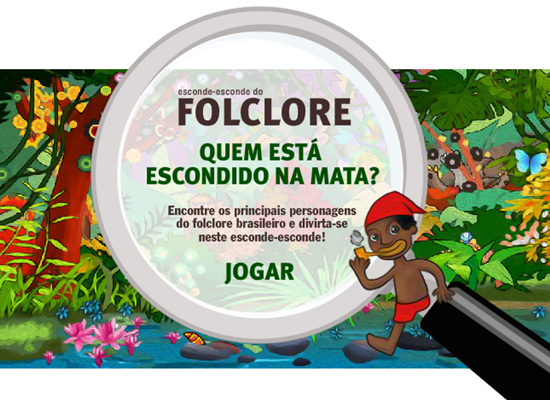 esconde-esconde do
FOLCLORE
QUEM ESTÁ
ESCONDIDO NA MATA?
Encontre os principais personagens
do folclore brasileiro e divirta-se
neste esconde-esconde!
JOGAR